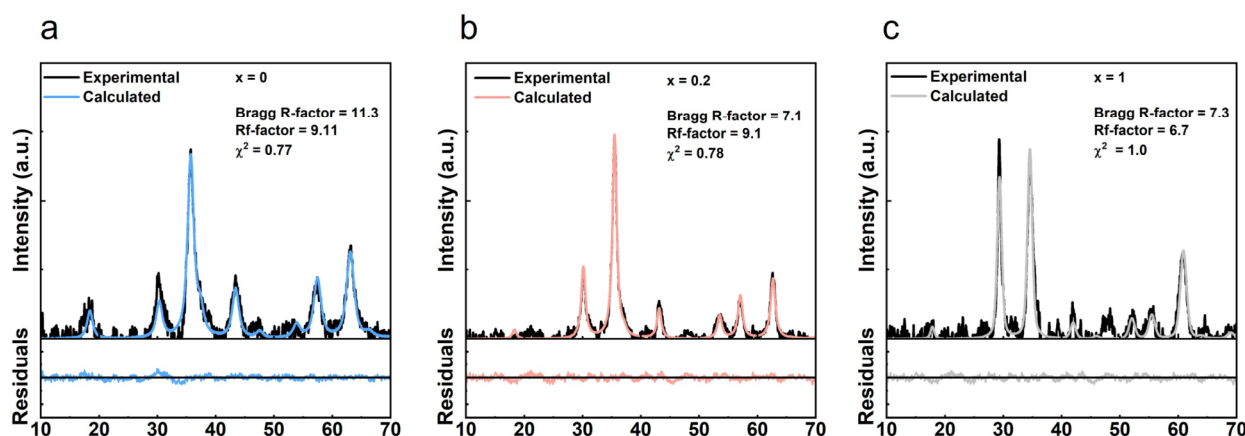 a
Experimental
Calculated
x = 0
Bragg R-factor = 11.3
Rf-factor = 9.11
χ² = 0.77
Intensity (a.u.)
Residuals
10 20 30 40 50 60 70
b
Experimental
Calculated
x = 0.2
Bragg R-factor = 7.1
Rf-factor = 9.1
χ² = 0.78
Intensity (a.u.)
Residuals
10 20 30 40 50 60 70
c
Experimental
Calculated
x = 1
Bragg R-factor = 7.3
Rf-factor = 6.7
χ² = 1.0
Intensity (a.u.)
Residuals
10 20 30 40 50 60 70